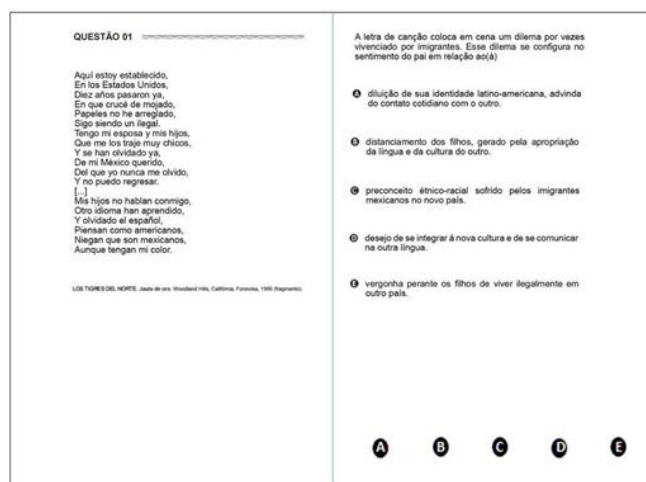 QUESTÃO 01
Aquí estoy establecido,
En los Estados Unidos,
Diez años pasaron ya,
En que crucé de mojado,
Papeles no he arreglado,
Sigo siendo un ilegal.
Tengo mi esposa y mis hijos,
Que me los traje muy chicos,
Y se han olvidado ya,
De mi México querido,
Del que yo nunca me olvido,
Y no puedo regresar.
[...]
Mis hijos no hablan conmigo,
Otro idioma han aprendido,
Y olvidado el español,
Piensan como americanos,
Niegan que son mexicanos,
Aunque tengan mi color.
LOS TIGRES DEL NORTE. Jaula de oro. Woodland Hills, Califórnia, Fonovisa, 1986 (fragmento).
A letra de canção coloca em cena um dilema por vezes
vivenciado por imigrantes. Esse dilema se configura no
sentimento do pai em relação ao(à)
A diluição de sua identidade latino-americana, advinda
do contato cotidiano com o outro.
B distanciamento dos filhos, gerado pela apropriação
da língua e da cultura do outro.
C preconceito étnico-racial sofrido pelos imigrantes
mexicanos no novo país.
D desejo de se integrar à nova cultura e de se comunicar
na outra língua.
E vergonha perante os filhos de viver ilegalmente em
outro país.
A B C D E